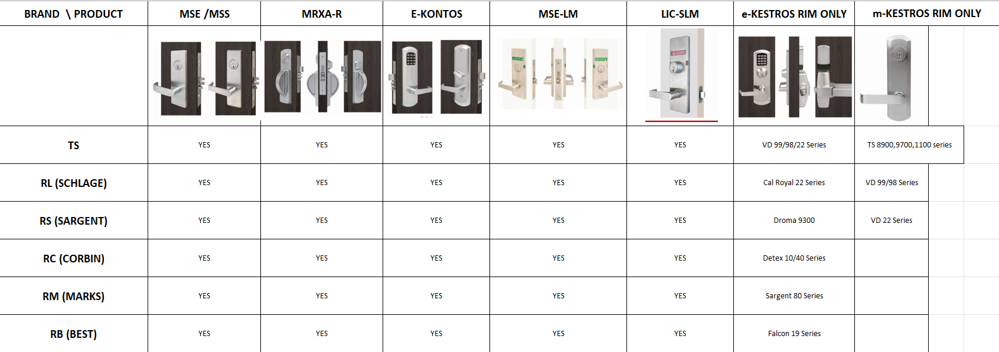 BRAND \ PRODUCT MSE /MSS MRXA-R E-KONTOS MSE-LM LIC-SLM e-KESTROS RIM ONLY m-KESTROS RIM ONLY
TS YES YES YES YES YES VD 99/98/22 Series TS 8900,9700,1100 series
RL (SCHLAGE) YES YES YES YES YES Cal Royal 22 Series VD 99/98 Series
RS (SARGENT) YES YES YES YES YES Droma 9300 VD 22 Series
RC (CORBIN) YES YES YES YES YES Detex 10/40 Series
RM (MARKS) YES YES YES YES YES Sargent 80 Series
RB (BEST) YES YES YES YES YES Falcon 19 Series